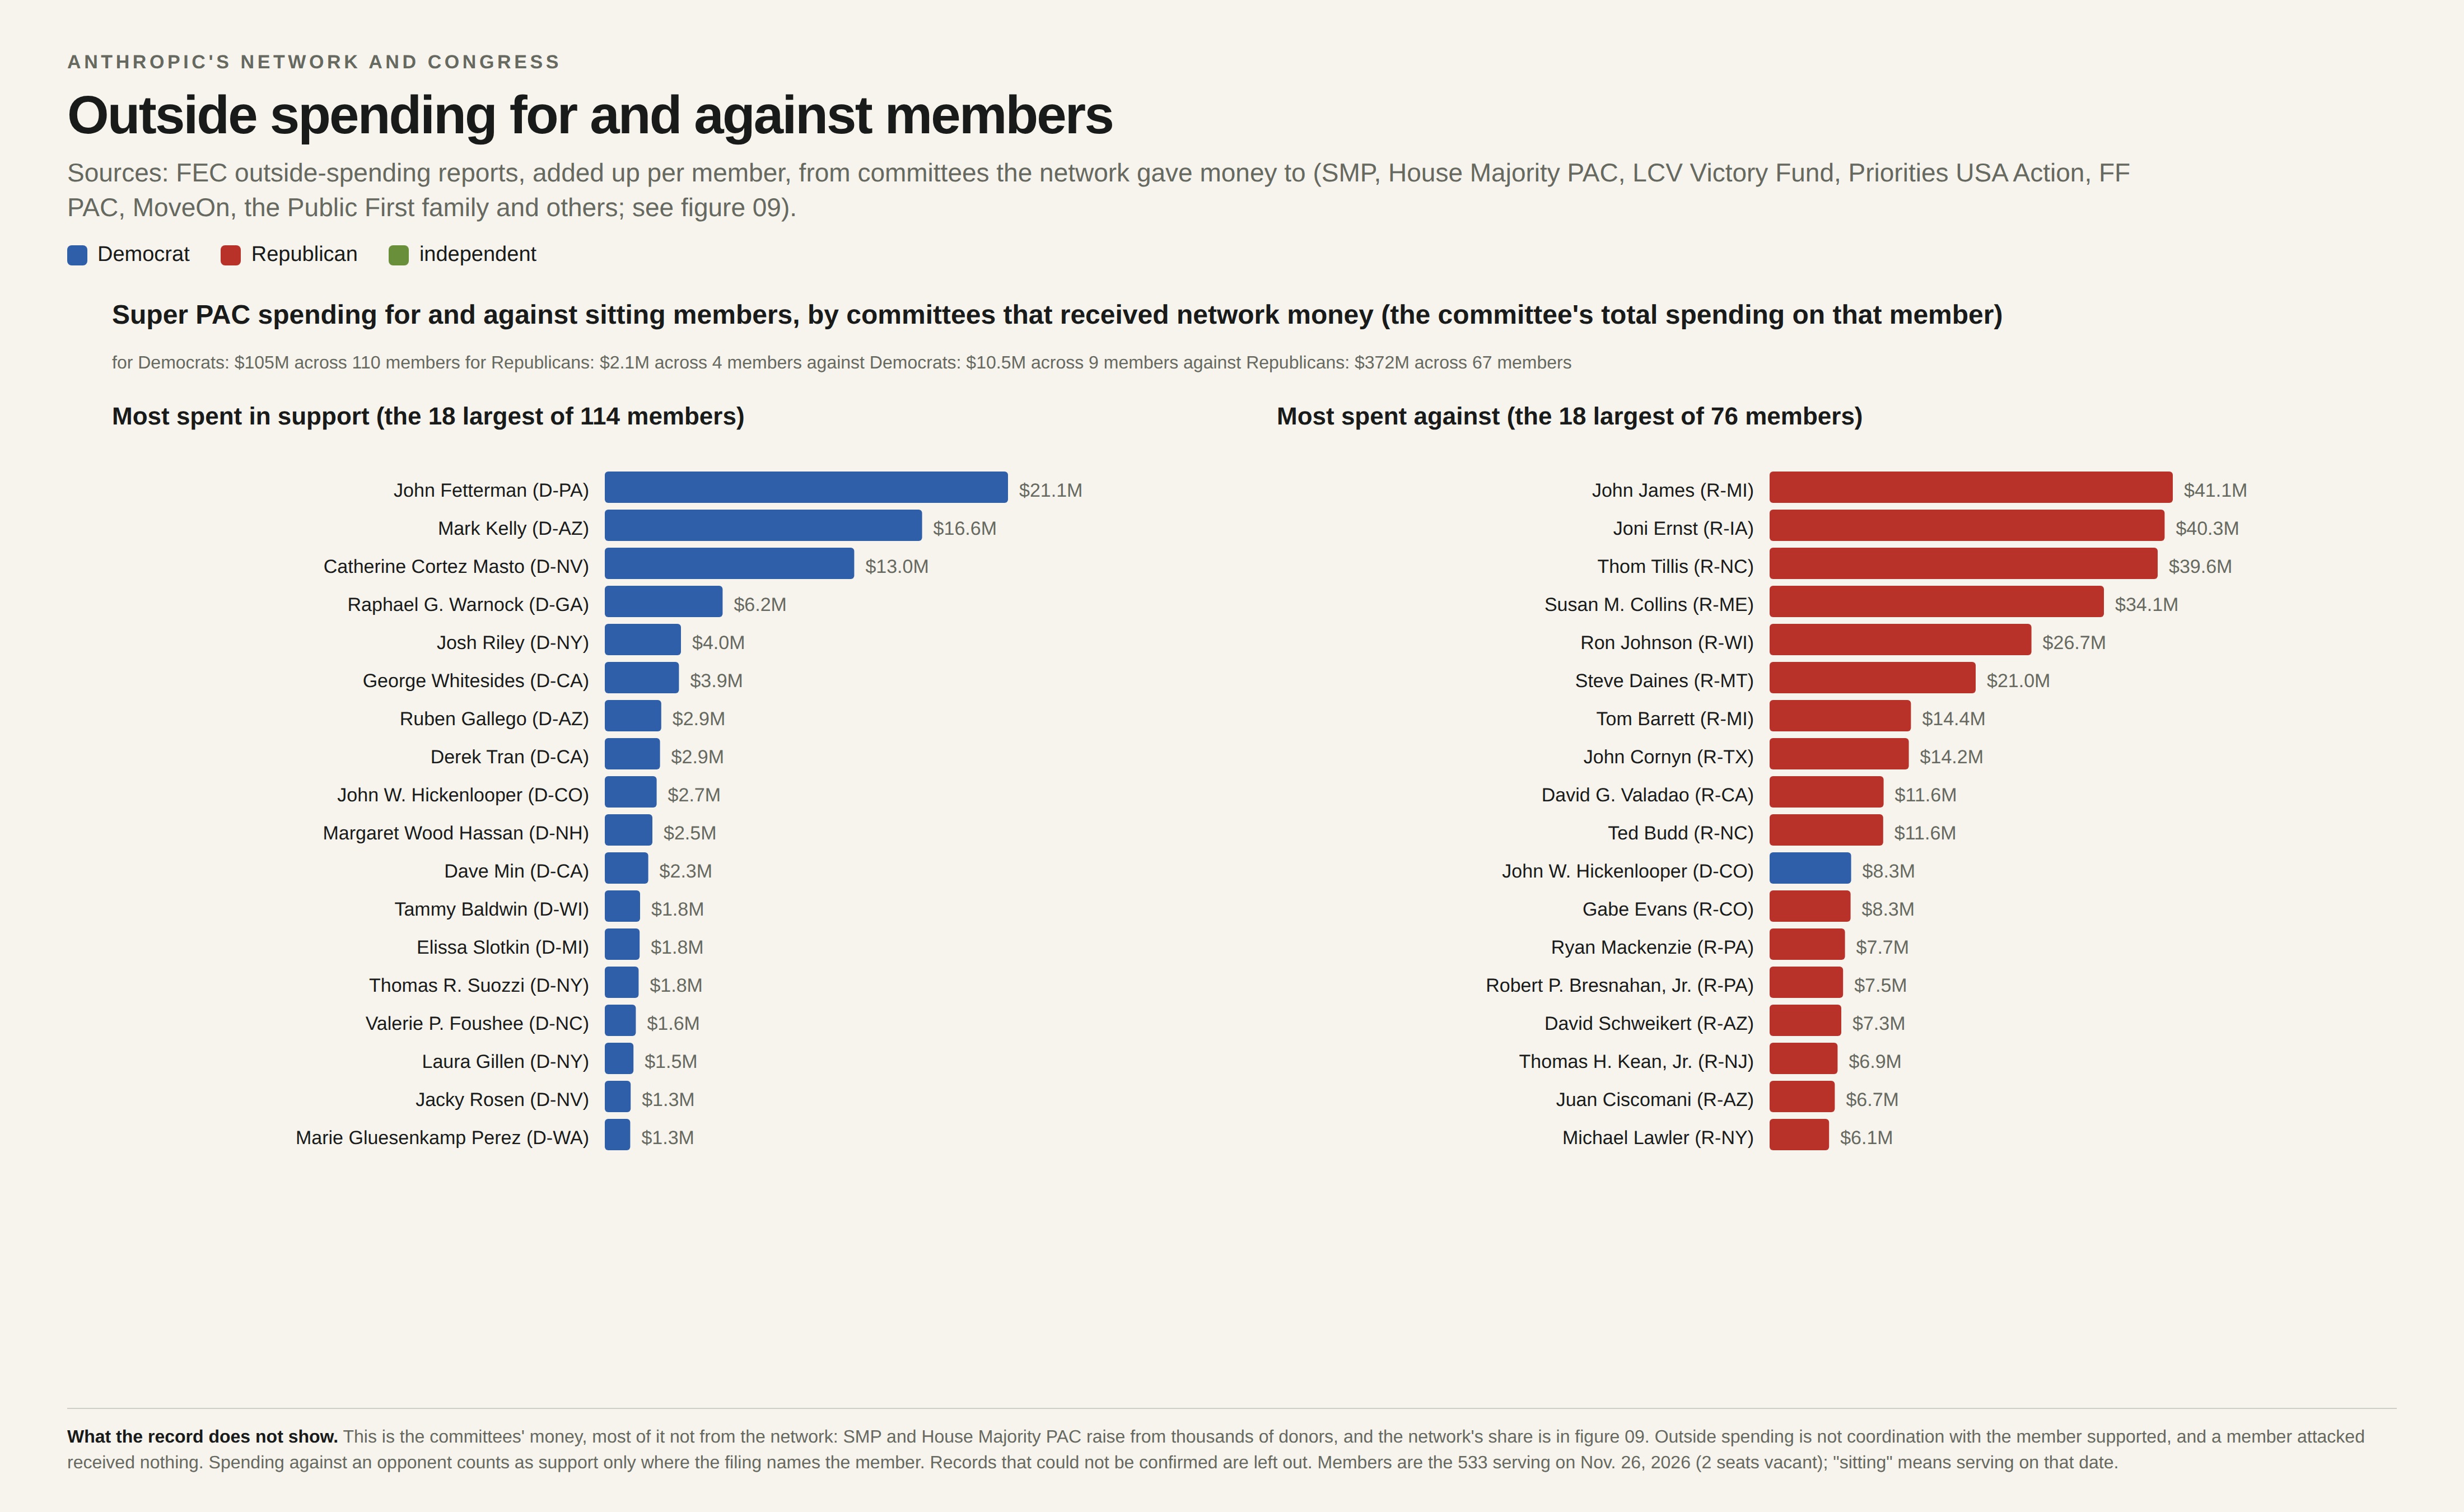 ANTHROPIC'S NETWORK AND CONGRESS
Outside spending for and against members
Sources: FEC outside-spending reports, added up per member, from committees the network gave money to (SMP, House Majority PAC, LCV Victory Fund, Priorities USA Action, FF
PAC, MoveOn, the Public First family and others; see figure 09).
Democrat Republican independent
Super PAC spending for and against sitting members, by committees that received network money (the committee's total spending on that member)
for Democrats: $105M across 110 members for Republicans: $2.1M across 4 members against Democrats: $10.5M across 9 members against Republicans: $372M across 67 members
Most spent in support (the 18 largest of 114 members)
John Fetterman (D-PA) $21.1M
Mark Kelly (D-AZ) $16.6M
Catherine Cortez Masto (D-NV) $13.0M
Raphael G. Warnock (D-GA) $6.2M
Josh Riley (D-NY) $4.0M
George Whitesides (D-CA) $3.9M
Ruben Gallego (D-AZ) $2.9M
Derek Tran (D-CA) $2.9M
John W. Hickenlooper (D-CO) $2.7M
Margaret Wood Hassan (D-NH) $2.5M
Dave Min (D-CA) $2.3M
Tammy Baldwin (D-WI) $1.8M
Elissa Slotkin (D-MI) $1.8M
Thomas R. Suozzi (D-NY) $1.8M
Valerie P. Foushee (D-NC) $1.6M
Laura Gillen (D-NY) $1.5M
Jacky Rosen (D-NV) $1.3M
Marie Gluesenkamp Perez (D-WA) $1.3M
Most spent against (the 18 largest of 76 members)
John James (R-MI) $41.1M
Joni Ernst (R-IA) $40.3M
Thom Tillis (R-NC) $39.6M
Susan M. Collins (R-ME) $34.1M
Ron Johnson (R-WI) $26.7M
Steve Daines (R-MT) $21.0M
Tom Barrett (R-MI) $14.4M
John Cornyn (R-TX) $14.2M
David G. Valadao (R-CA) $11.6M
Ted Budd (R-NC) $11.6M
John W. Hickenlooper (D-CO) $8.3M
Gabe Evans (R-CO) $8.3M
Ryan Mackenzie (R-PA) $7.7M
Robert P. Bresnahan, Jr. (R-PA) $7.5M
David Schweikert (R-AZ) $7.3M
Thomas H. Kean, Jr. (R-NJ) $6.9M
Juan Ciscomani (R-AZ) $6.7M
Michael Lawler (R-NY) $6.1M
What the record does not show. This is the committees' money, most of it not from the network: SMP and House Majority PAC raise from thousands of donors, and the network's share is in figure 09. Outside spending is not coordination with the member supported, and a member attacked
received nothing. Spending against an opponent counts as support only where the filing names the member. Records that could not be confirmed are left out. Members are the 533 serving on Nov. 26, 2026 (2 seats vacant); "sitting" means serving on that date.